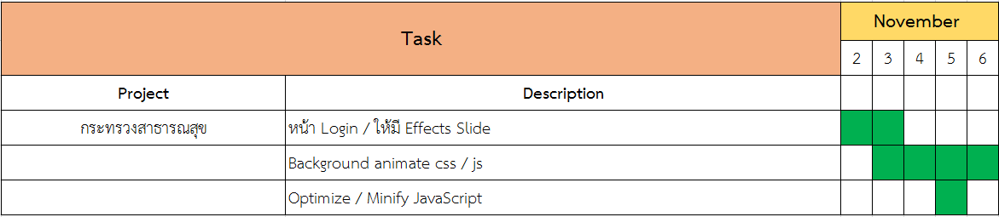 Task
November
2 3 4 5 6
Project Description
กระทรวงสาธารณสุข หน้า Login / ให้มี Effects Slide
Background animate css / js
Optimize / Minify JavaScript